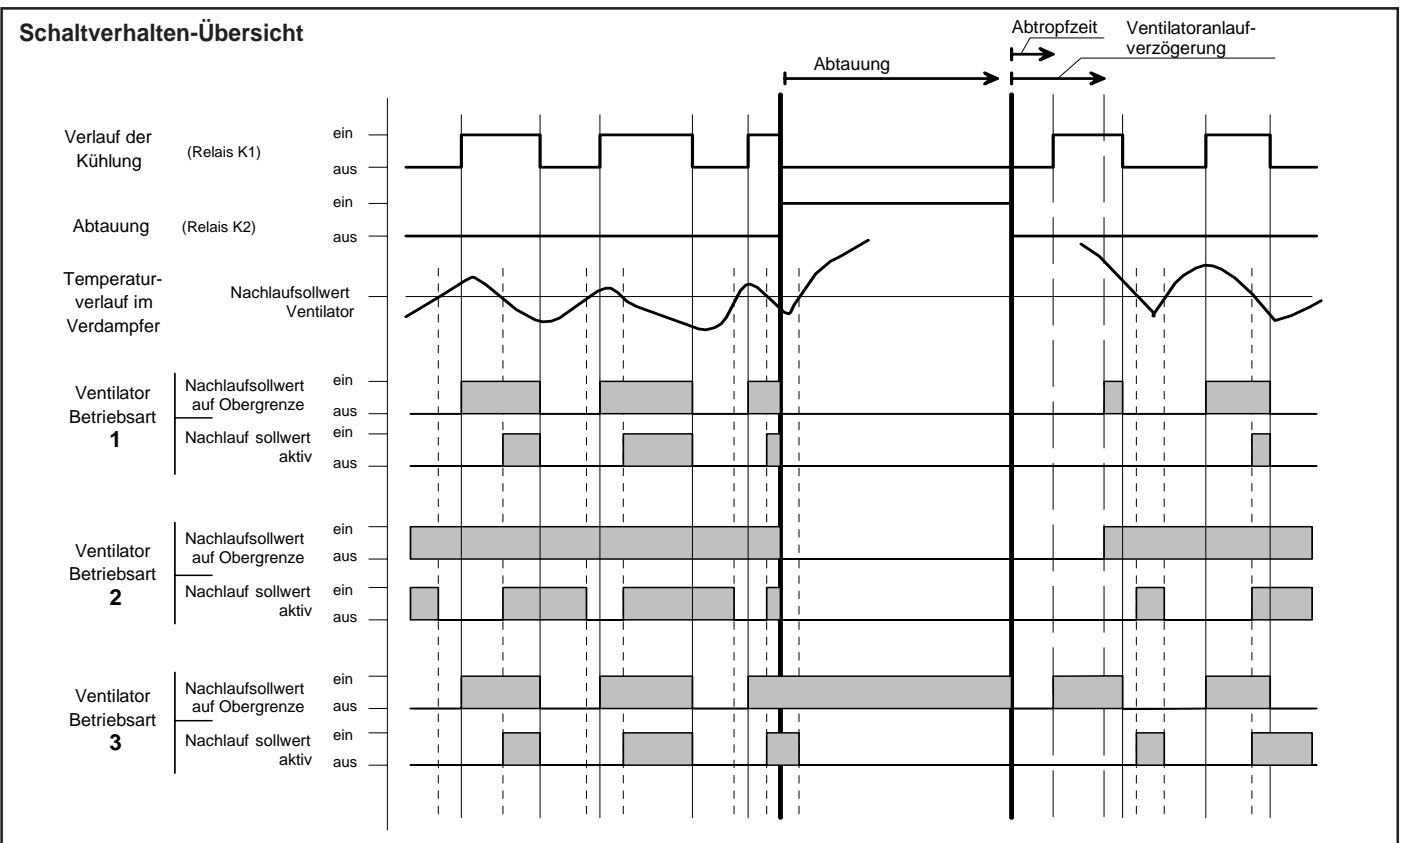 Schaltverhalten-Übersicht
Abtropfzeit
Ventilatoranlauf-
verzögerung
Abtauung
Verlauf der
Kühlung
(Relais K1)
ein
aus
Abtauung
(Relais K2)
ein
aus
Temperatur-
verlauf im
Verdampfer
Nachlaufsollwert
Ventilator
Ventilator
Betriebsart
1
Nachlaufsollwert
auf Obergrenze
ein
aus
Nachlauf sollwert
aktiv
ein
aus
Ventilator
Betriebsart
2
Nachlaufsollwert
auf Obergrenze
ein
aus
Nachlauf sollwert
aktiv
ein
aus
Ventilator
Betriebsart
3
Nachlaufsollwert
auf Obergrenze
ein
aus
Nachlauf sollwert
aktiv
ein
aus